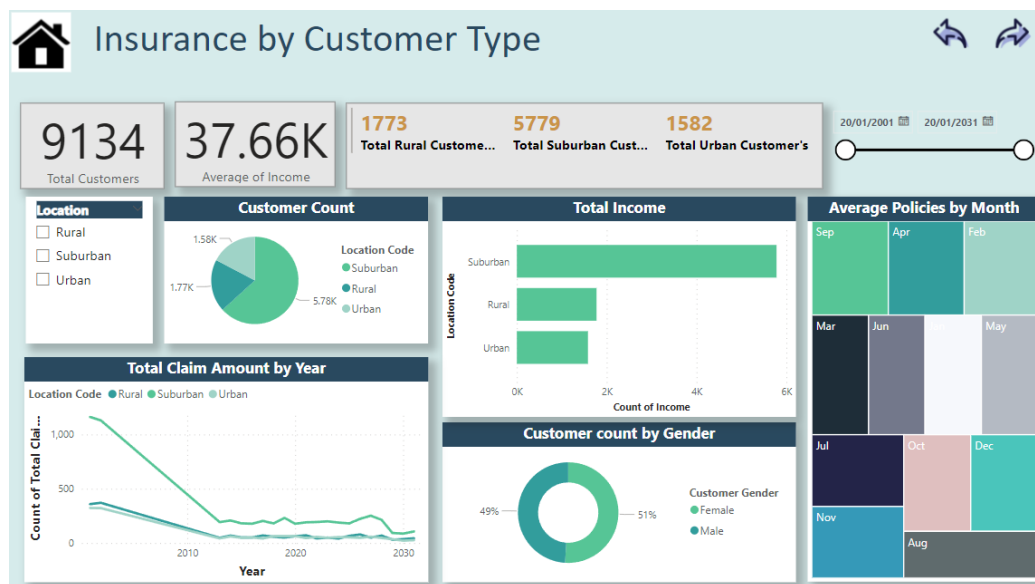 Insurance by Customer Type
9134
Total Customers
37.66K
Average of Income
1773
Total Rural Custome...
5779
Total Suburban Cust...
1582
Total Urban Customer's
20/01/2001
20/01/2031
Location
Rural
Suburban
Urban
Customer Count
1.58K
1.77K
5.78K
Location Code
Suburban
Rural
Urban
Total Income
Location Code
Suburban
Rural
Urban
0K
2K
4K
6K
Count of Income
Average Policies by Month
Sep
Apr
Feb
Mar
Jun
May
Jul
Oct
Dec
Nov
Aug
Total Claim Amount by Year
Location Code
Rural
Suburban
Urban
Count of Total Clai...
1,000
500
0
2010
2020
2030
Year
Customer count by Gender
49%
51%
Customer Gender
Female
Male